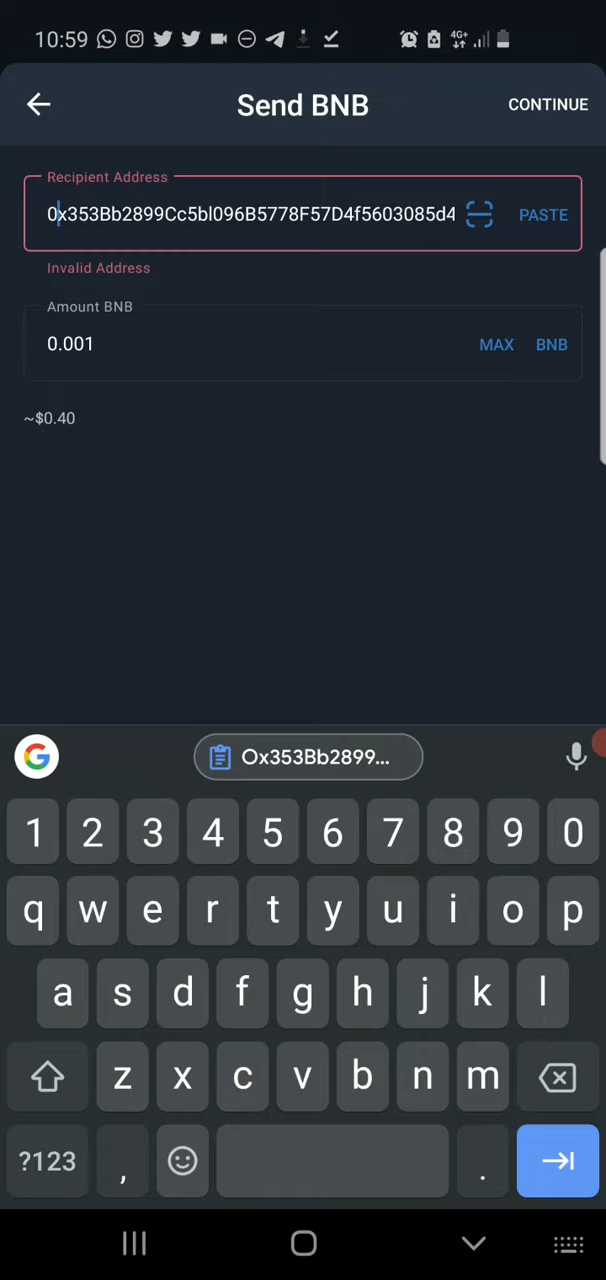 10:59
4G+
Send BNB
CONTINUE
Recipient Address
0x353Bb2899Cc5bl096B5778F57D4f5603085d4
PASTE
Invalid Address
Amount BNB
0.001
MAX BNB
~$0.40
G
Ox353Bb2899...
1 2 3 4 5 6 7 8 9 0
q w e r t y u i o p
a s d f g h j k l
z x c v b n m
?123 , .